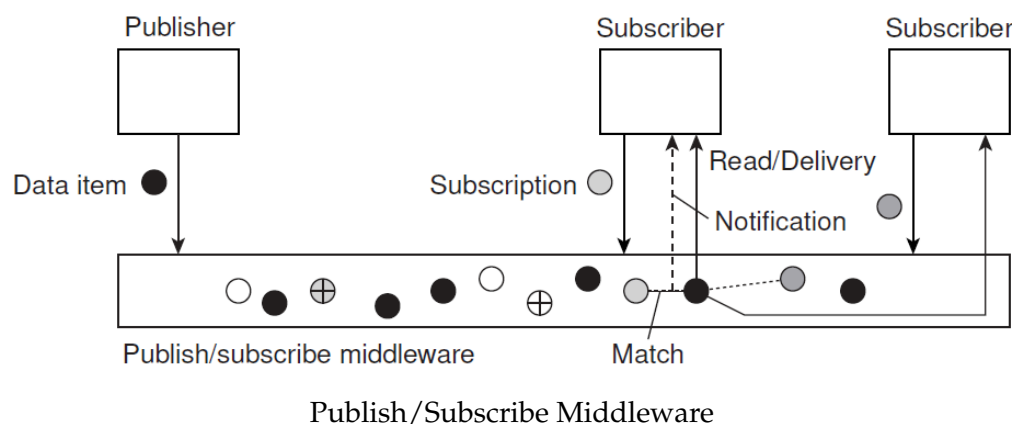 Publisher
Subscriber
Subscriber
Data item
Subscription
Read/Delivery
Notification
Publish/subscribe middleware
Match
Publish/Subscribe Middleware